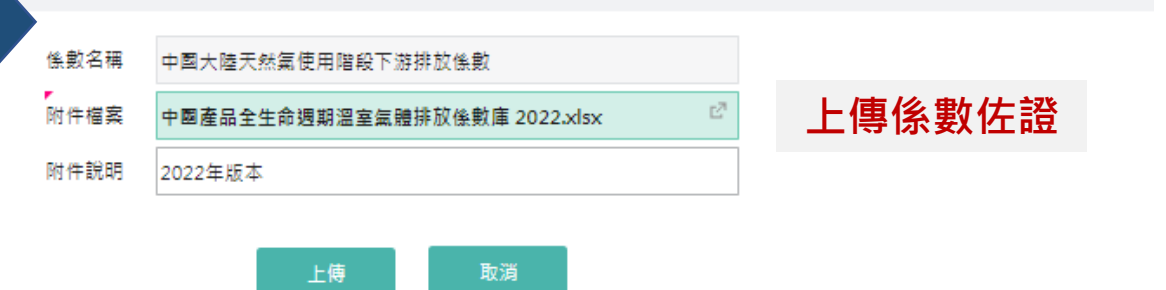 係數名稱 中國大陸天然氣使用階段下游排放係數
附件檔案 中國產品全生命週期溫室氣體排放係數庫 2022.xlsx
上傳係數佐證
附件說明 2022年版本
上傳 取消